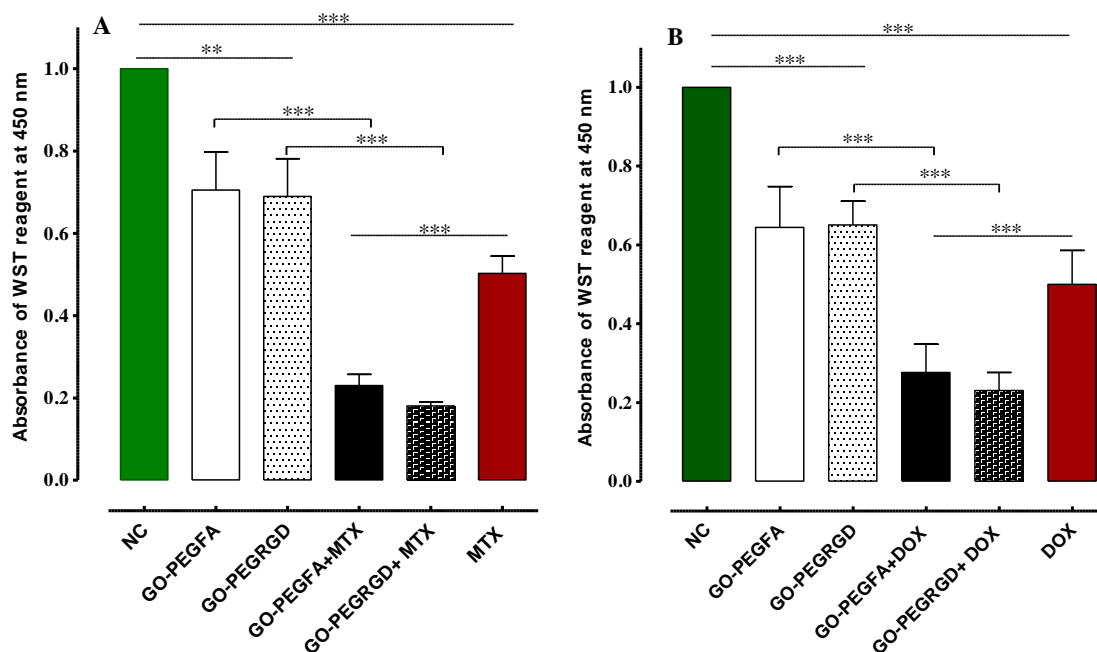 A
Absorbance of WST reagent at 450 nm
1.0
0.8
0.6
0.4
0.2
0.0
***
**
***
***
***
NC
GO-PEGFA
GO-PEGRGD
GO-PEGFA+MTX
GO-PEGRGD+ MTX
MTX
B
Absorbance of WST reagent at 450 nm
1.0
0.8
0.6
0.4
0.2
0.0
***
***
***
***
***
NC
GO-PEGFA
GO-PEGRGD
GO-PEGFA+DOX
GO-PEGRGD+ DOX
DOX